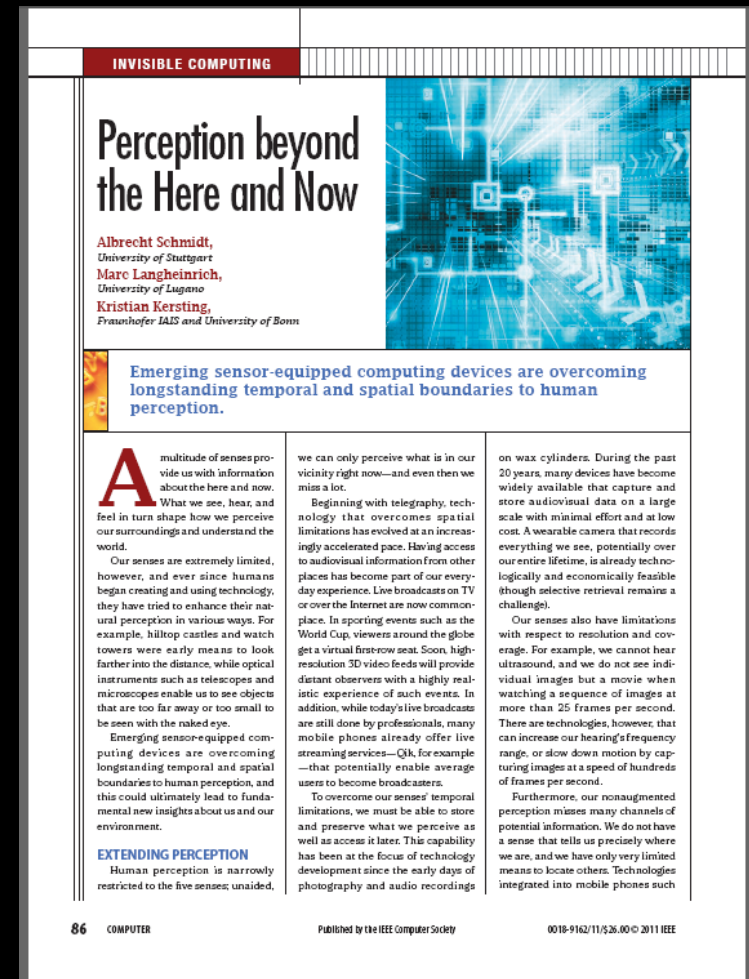 INVISIBLE COMPUTING
Perception beyond
the Here and Now
Albrecht Schmidt,
University of Stuttgart
Marc Langheinrich,
University of Lugano
Kristian Kersting,
Fraunhofer IAIS and University of Bonn
Emerging sensor-equipped computing devices are overcoming
longstanding temporal and spatial boundaries to human
perception.
A multitude of senses pro-
vide us with information
about the here and now.
What we see, hear, and
feel in turn shape how we perceive
our surroundings and understand the
world.
Our senses are extremely limited,
however, and ever since humans
began creating and using technology,
they have tried to enhance their nat-
ural perception in various ways. For
example, hilltop castles and watch
towers were early means to look
farther into the distance, while optical
instruments such as telescopes and
microscopes enable us to see objects
that are too far away or too small to
be seen with the naked eye.
Emerging sensor-equipped com-
puting devices are overcoming
longstanding temporal and spatial
boundaries to human perception, and
this could ultimately lead to funda-
mental new insights about us and our
environment.
EXTENDING PERCEPTION
Human perception is narrowly
restricted to the five senses; unaided,
we can only perceive what is in our
vicinity right now—and even then we
miss a lot.
Beginning with telegraphy, tech-
nology that overcomes spatial
limitations has evolved at an increas-
ingly accelerated pace. Having access
to audiovisual information from other
places has become part of our every-
day experience. Live broadcasts on TV
or over the Internet are now common-
place. In sporting events such as the
World Cup, viewers around the globe
get a virtual first-row seat. Soon, high-
resolution 3D video feeds will provide
distant observers with a highly real-
istic experience of such events. In
addition, while today's live broadcasts
are still done by professionals, many
mobile phones already offer live
streaming services—Qik, for example
—that potentially enable average
users to become broadcasters.
To overcome our senses' temporal
limitations, we must be able to store
and preserve what we perceive as
well as access it later. This capability
has been at the focus of technology
development since the early days of
photography and audio recordings
on wax cylinders. During the past
20 years, many devices have become
widely available that capture and
store audiovisual data on a large
scale with minimal effort and at low
cost. A wearable camera that records
everything we see, potentially over
our entire lifetime, is already techno-
logically and economically feasible
(though selective retrieval remains a
challenge).
Our senses also have limitations
with respect to resolution and cov-
erage. For example, we cannot hear
ultrasound, and we do not see indi-
vidual images but a movie when
watching a sequence of images at
more than 25 frames per second.
There are technologies, however, that
can increase our hearing's frequency
range, or slow down motion by cap-
turing images at a speed of hundreds
of frames per second.
Furthermore, our nonaugmented
perception misses many channels of
potential information. We do not have
a sense that tells us precisely where
we are, and we have only very limited
means to locate others. Technologies
integrated into mobile phones such
86 COMPUTER Published by the IEEE Computer Society 0018-9162/11/$26.00 © 2011 IEEE